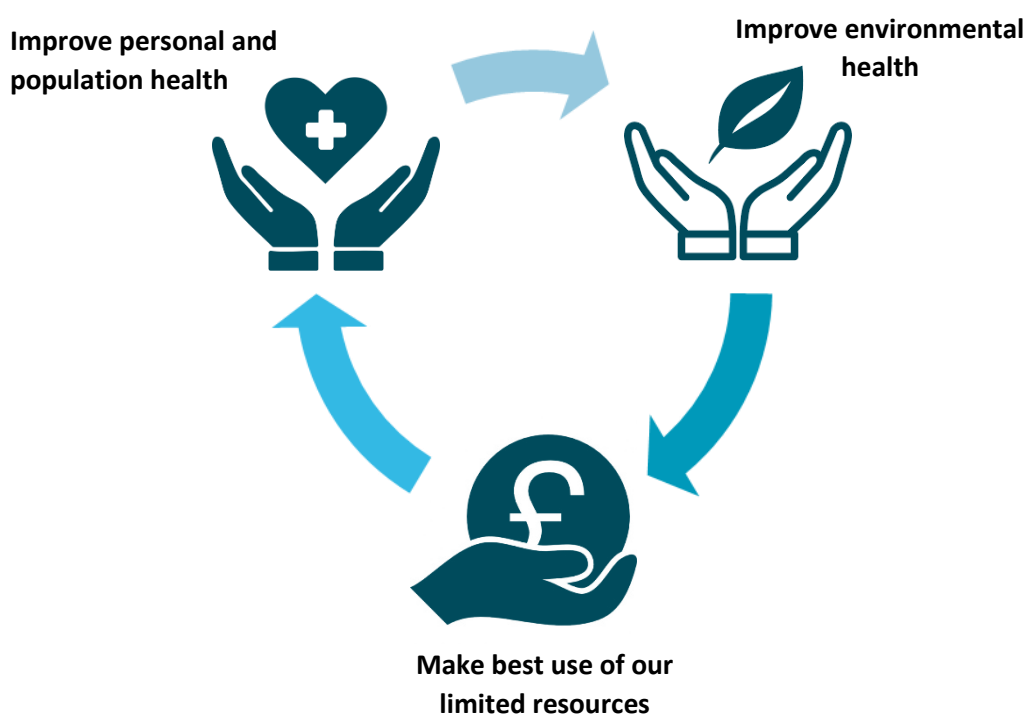 Improve personal and
population health
Improve environmental
health
£
Make best use of our
limited resources